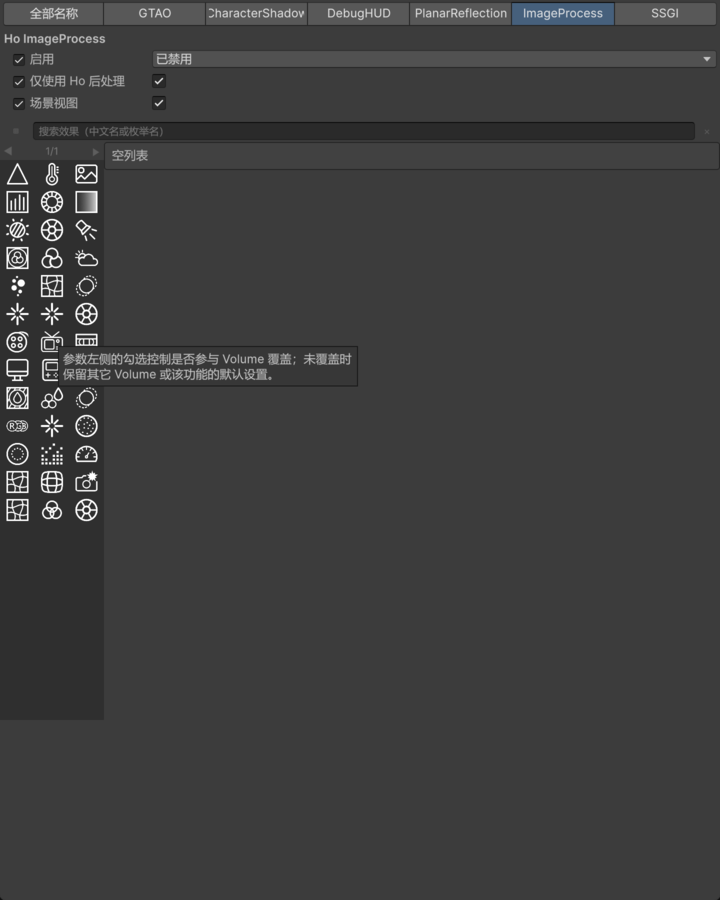 全部名称
GTAO
CharacterShadow
DebugHUD
PlanarReflection
ImageProcess
SSGI
Ho ImageProcess
启用
已禁用
仅使用 Ho 后处理
场景视图
搜索效果（中文名或枚举名）
1/1
空列表
参数左侧的勾选控制是否参与 Volume 覆盖；未覆盖时
保留其它 Volume 或该功能的默认设置。
RGB